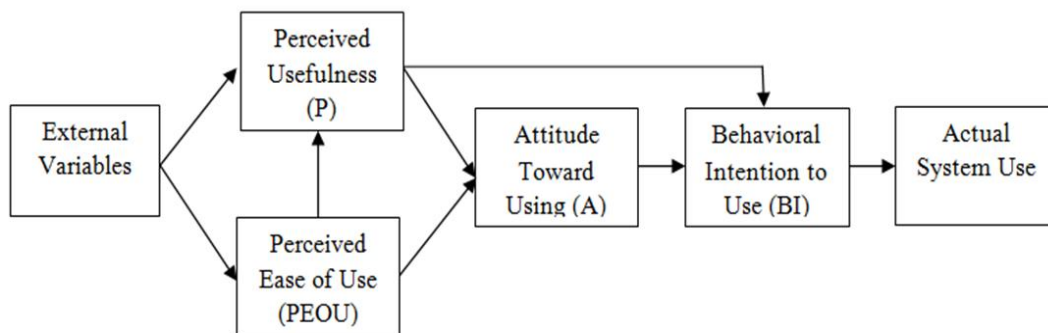 External
Variables
Perceived
Usefulness
(P)
Perceived
Ease of Use
(PEOU)
Attitude
Toward
Using (A)
Behavioral
Intention to
Use (BI)
Actual
System Use